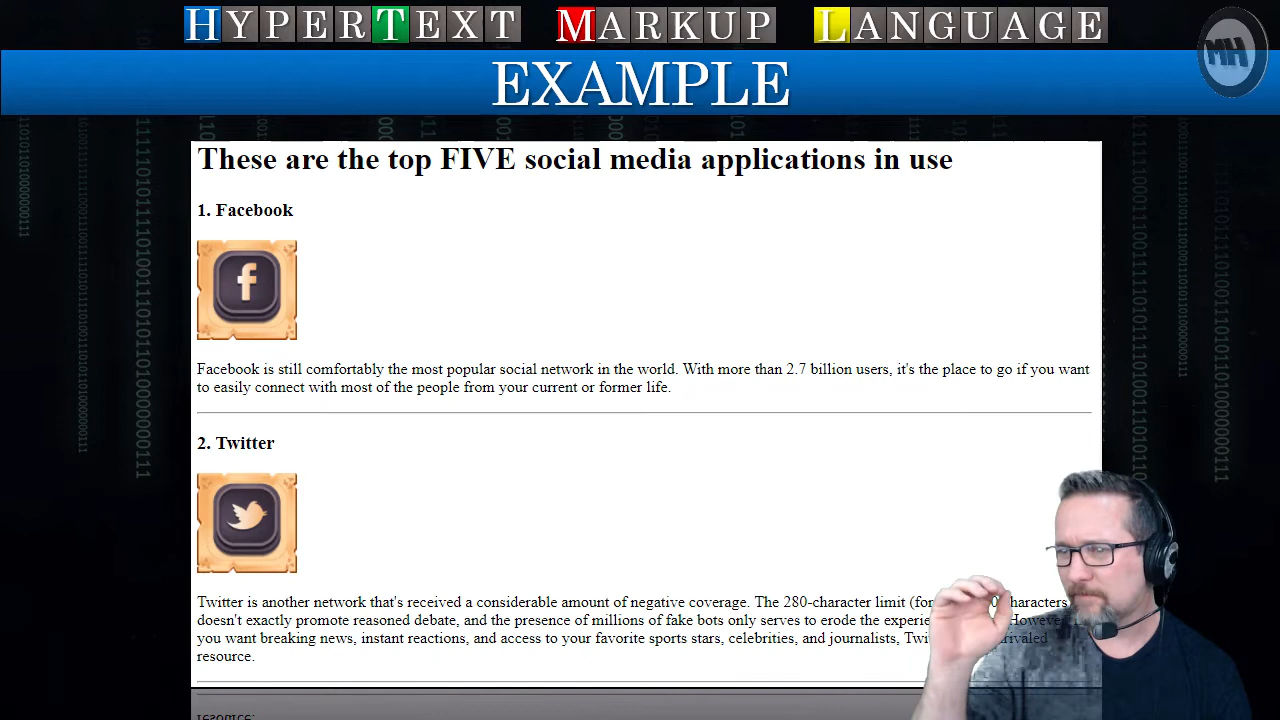 HYPERTEXT MARKUP LANGUAGE
MH
EXAMPLE
These are the top FIVE social media applications in use
1. Facebook
f
Facebook is still comfortably the most popular social network in the world. With more than 2.7 billion users, it's the place to go if you want
to easily connect with most of the people from your current or former life.
2. Twitter
Twitter is another network that's received a considerable amount of negative coverage. The 280-character limit characters
doesn't exactly promote reasoned debate, and the presence of millions of fake bots only serves to erode the However,
you want breaking news, instant reactions, and access to your favorite sports stars, celebrities, and journalists,
resource.